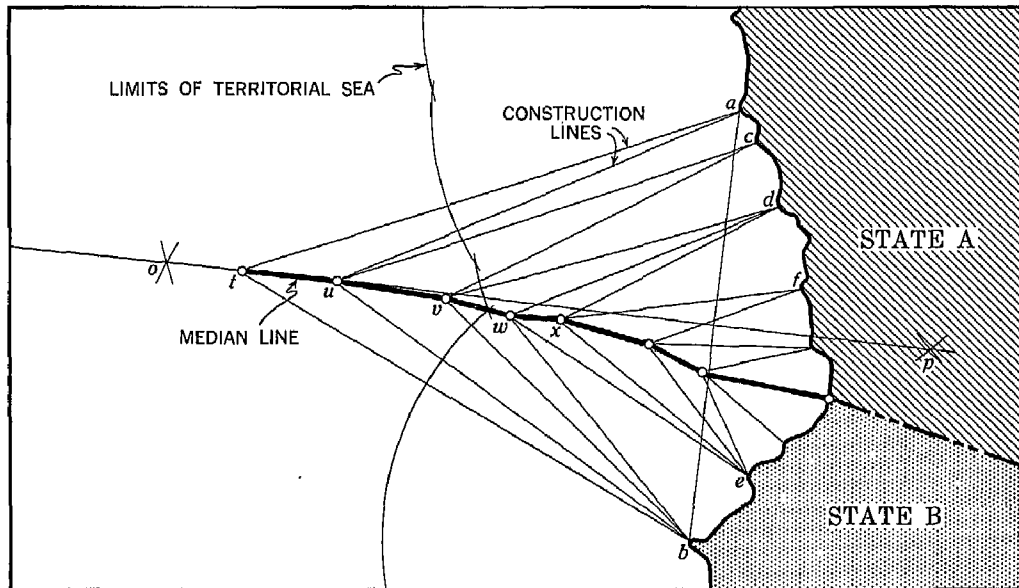 LIMITS OF TERRITORIAL SEA
CONSTRUCTION
LINES
a
c
d
STATE A
o
t
u
v
w
x
f
p
MEDIAN LINE
e
b
STATE B